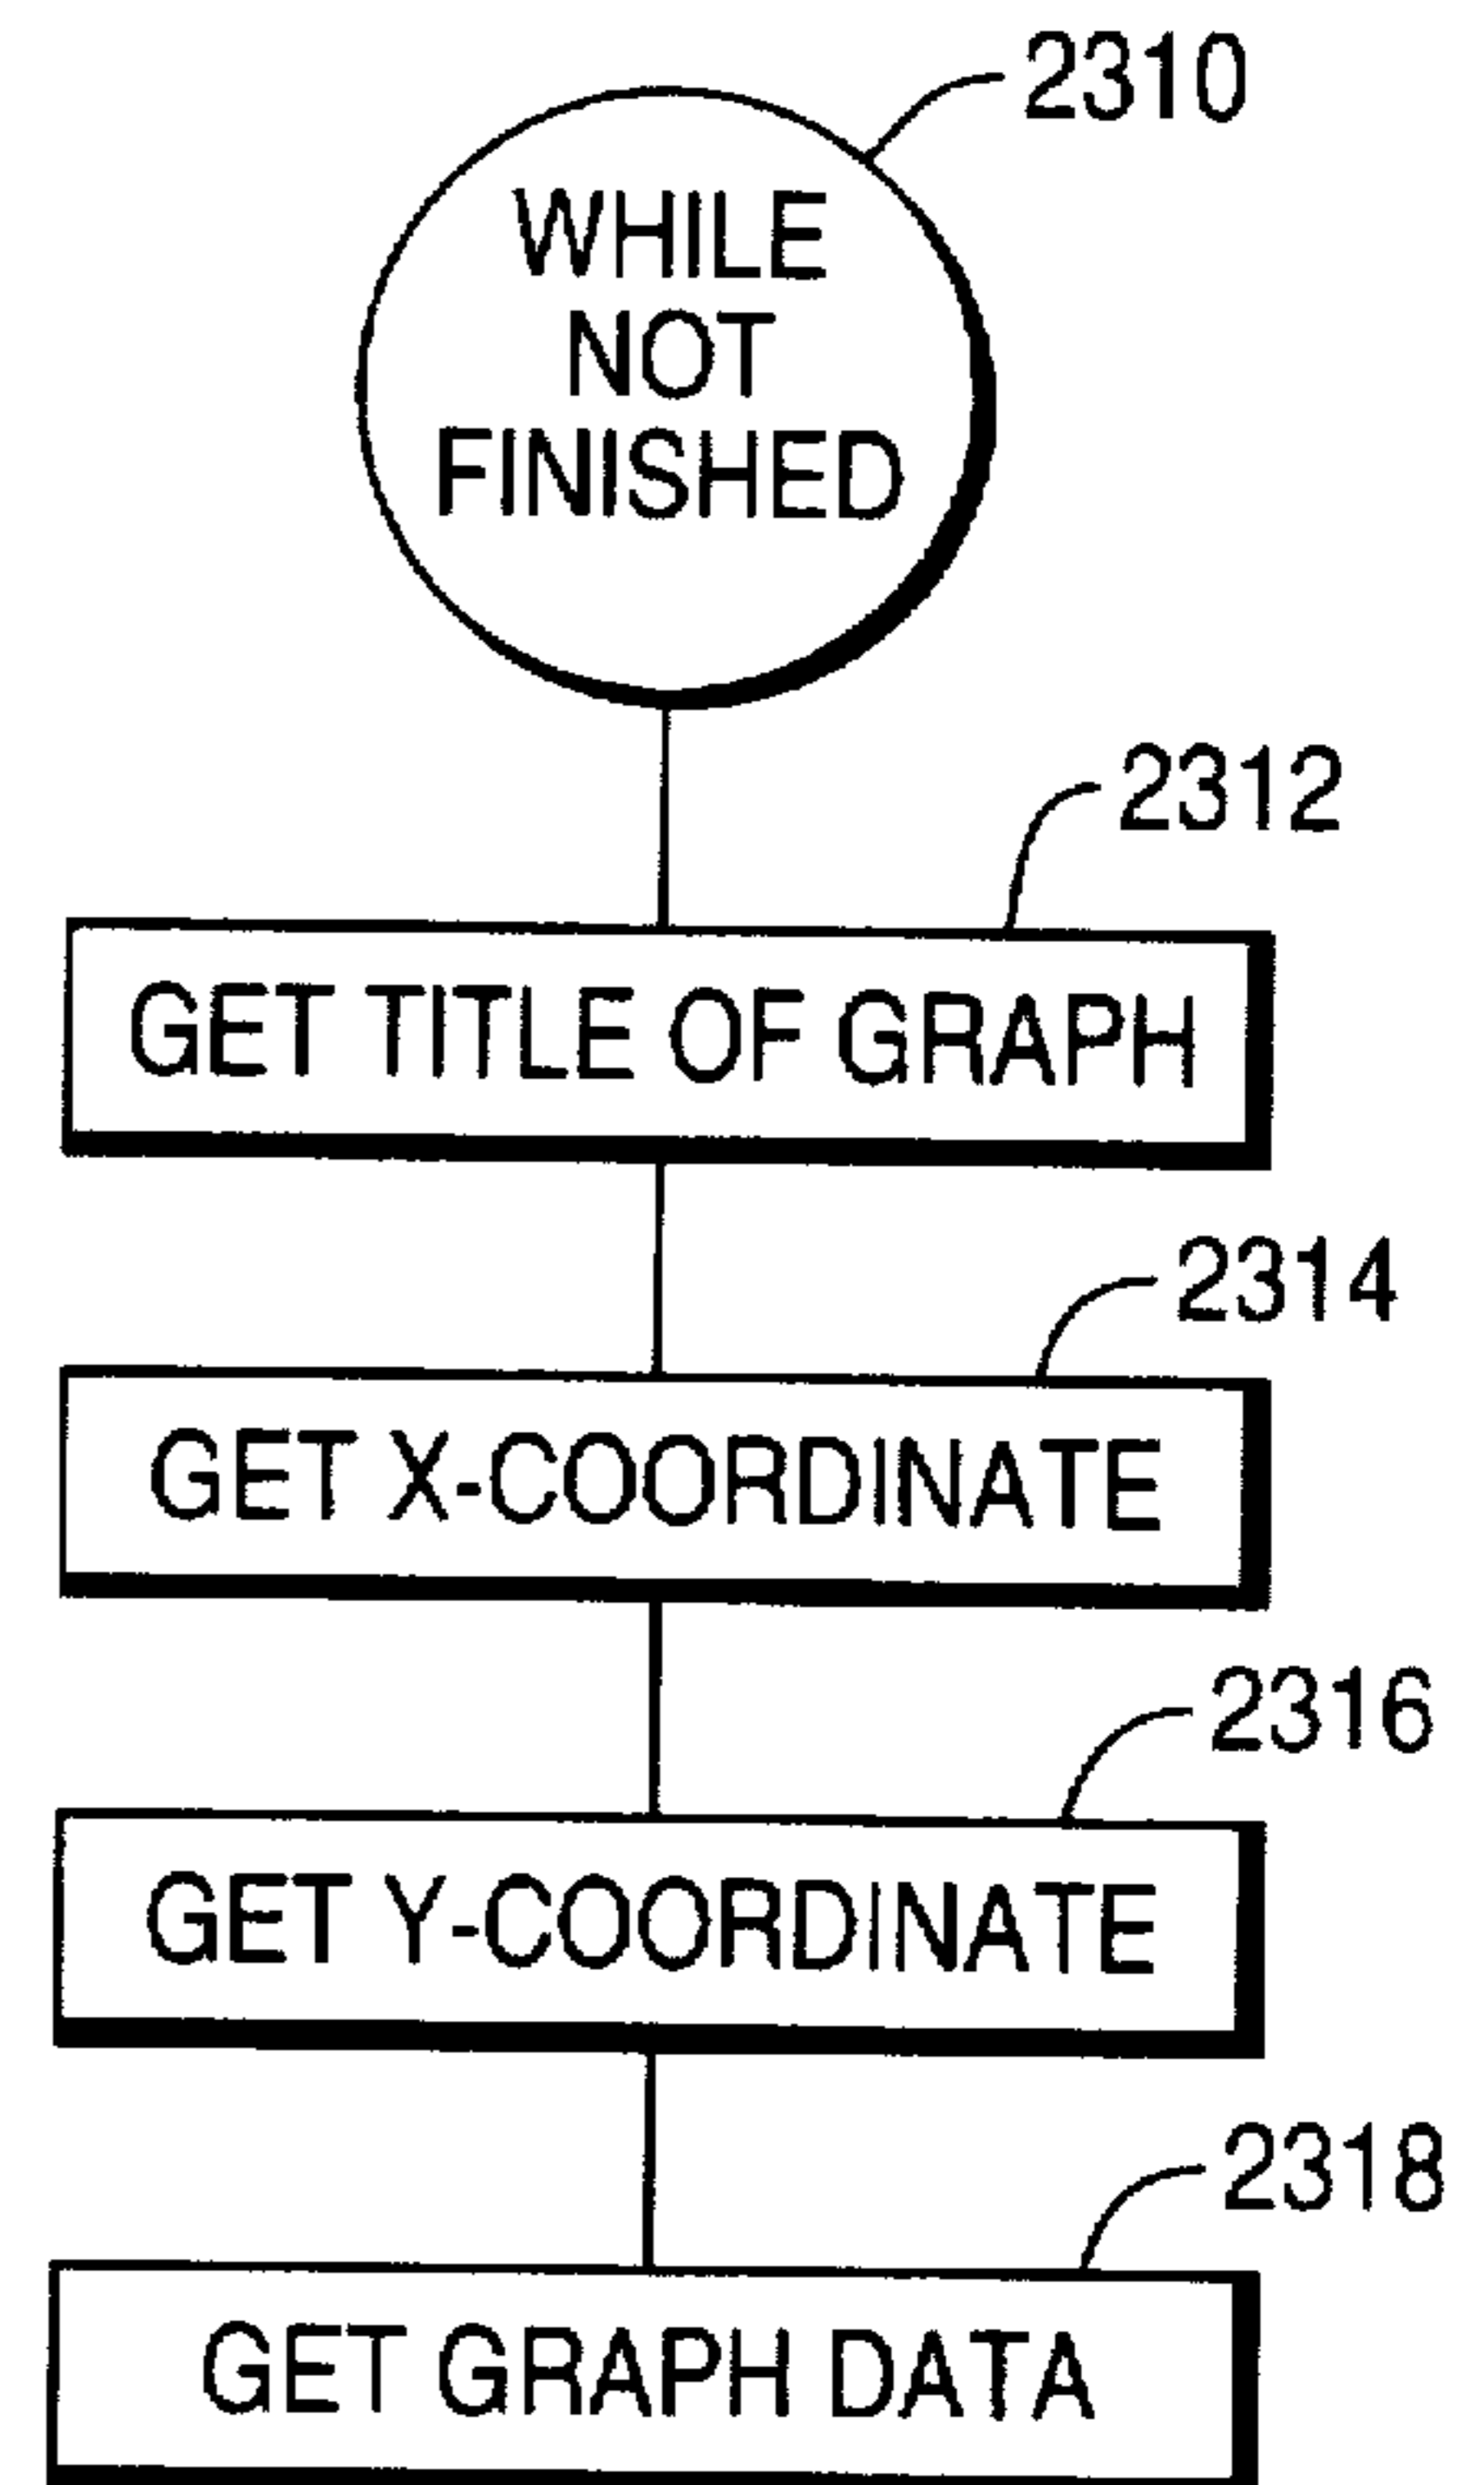 2310
WHILE
NOT
FINISHED
2312
GET TITLE OF GRAPH
2314
GET X-COORDINATE
2316
GET Y-COORDINATE
2318
GET GRAPH DATA